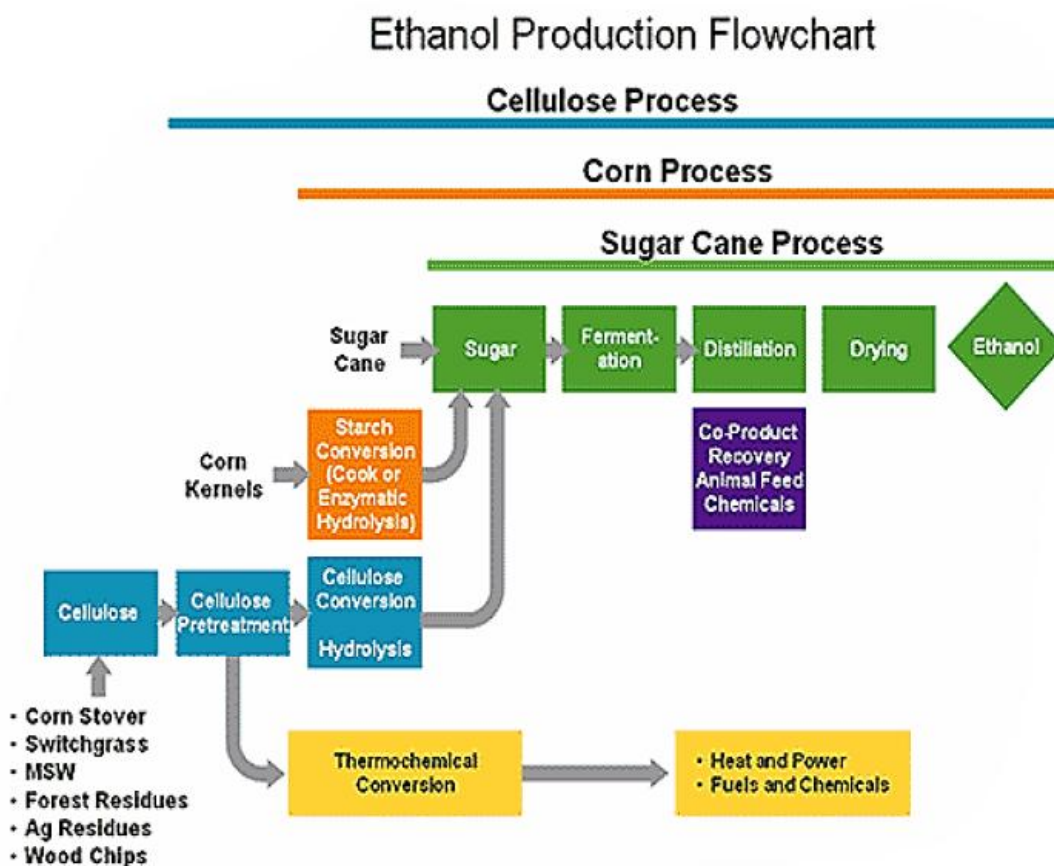 Ethanol Production Flowchart
Cellulose Process
Corn Process
Sugar Cane Process
Sugar
Cane
Sugar
Ferment-
ation
Distillation
Drying
Ethanol
Corn
Kernels
Starch
Conversion
(Cook or
Enzymatic
Hydrolysis)
Co-Product
Recovery
Animal Feed
Chemicals
Cellulose
Cellulose
Pretreatment
Cellulose
Conversion
Hydrolysis
• Corn Stover
• Switchgrass
• MSW
• Forest Residues
• Ag Residues
• Wood Chips
Thermochemical
Conversion
• Heat and Power
• Fuels and Chemicals